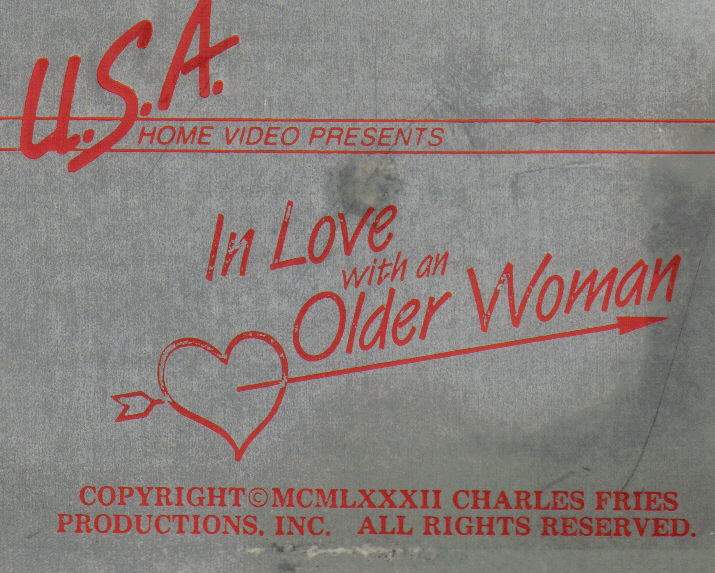 U.S.A.
HOME VIDEO PRESENTS
In Love
with an
Older Woman
COPYRIGHT©MCMLXXXII CHARLES FRIES
PRODUCTIONS, INC. ALL RIGHTS RESERVED.